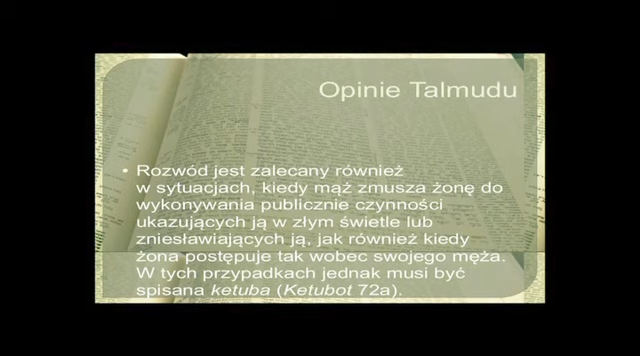 Opinie Talmudu
• Rozwód jest zalecany również
w sytuacjach, kiedy mąż zmusza żonę do
wykonywania publicznie czynności
ukazujących ją w złym świetle lub
zniesławiających ją, jak również kiedy
żona postępuje tak wobec swojego męża.
W tych przypadkach jednak musi być
spisana ketuba (Ketubot 72a).